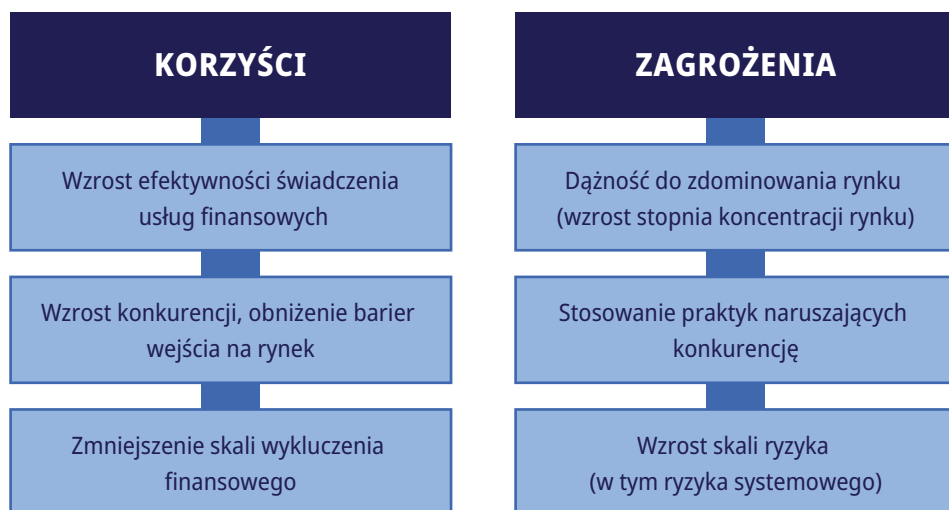 KORZYŚCI
Wzrost efektywności świadczenia
usług finansowych
Wzrost konkurencji, obniżenie barier
wejścia na rynek
Zmniejszenie skali wykluczenia
finansowego
ZAGROŻENIA
Dążność do zdominowania rynku
(wzrost stopnia koncentracji rynku)
Stosowanie praktyk naruszających
konkurencję
Wzrost skali ryzyka
(w tym ryzyka systemowego)